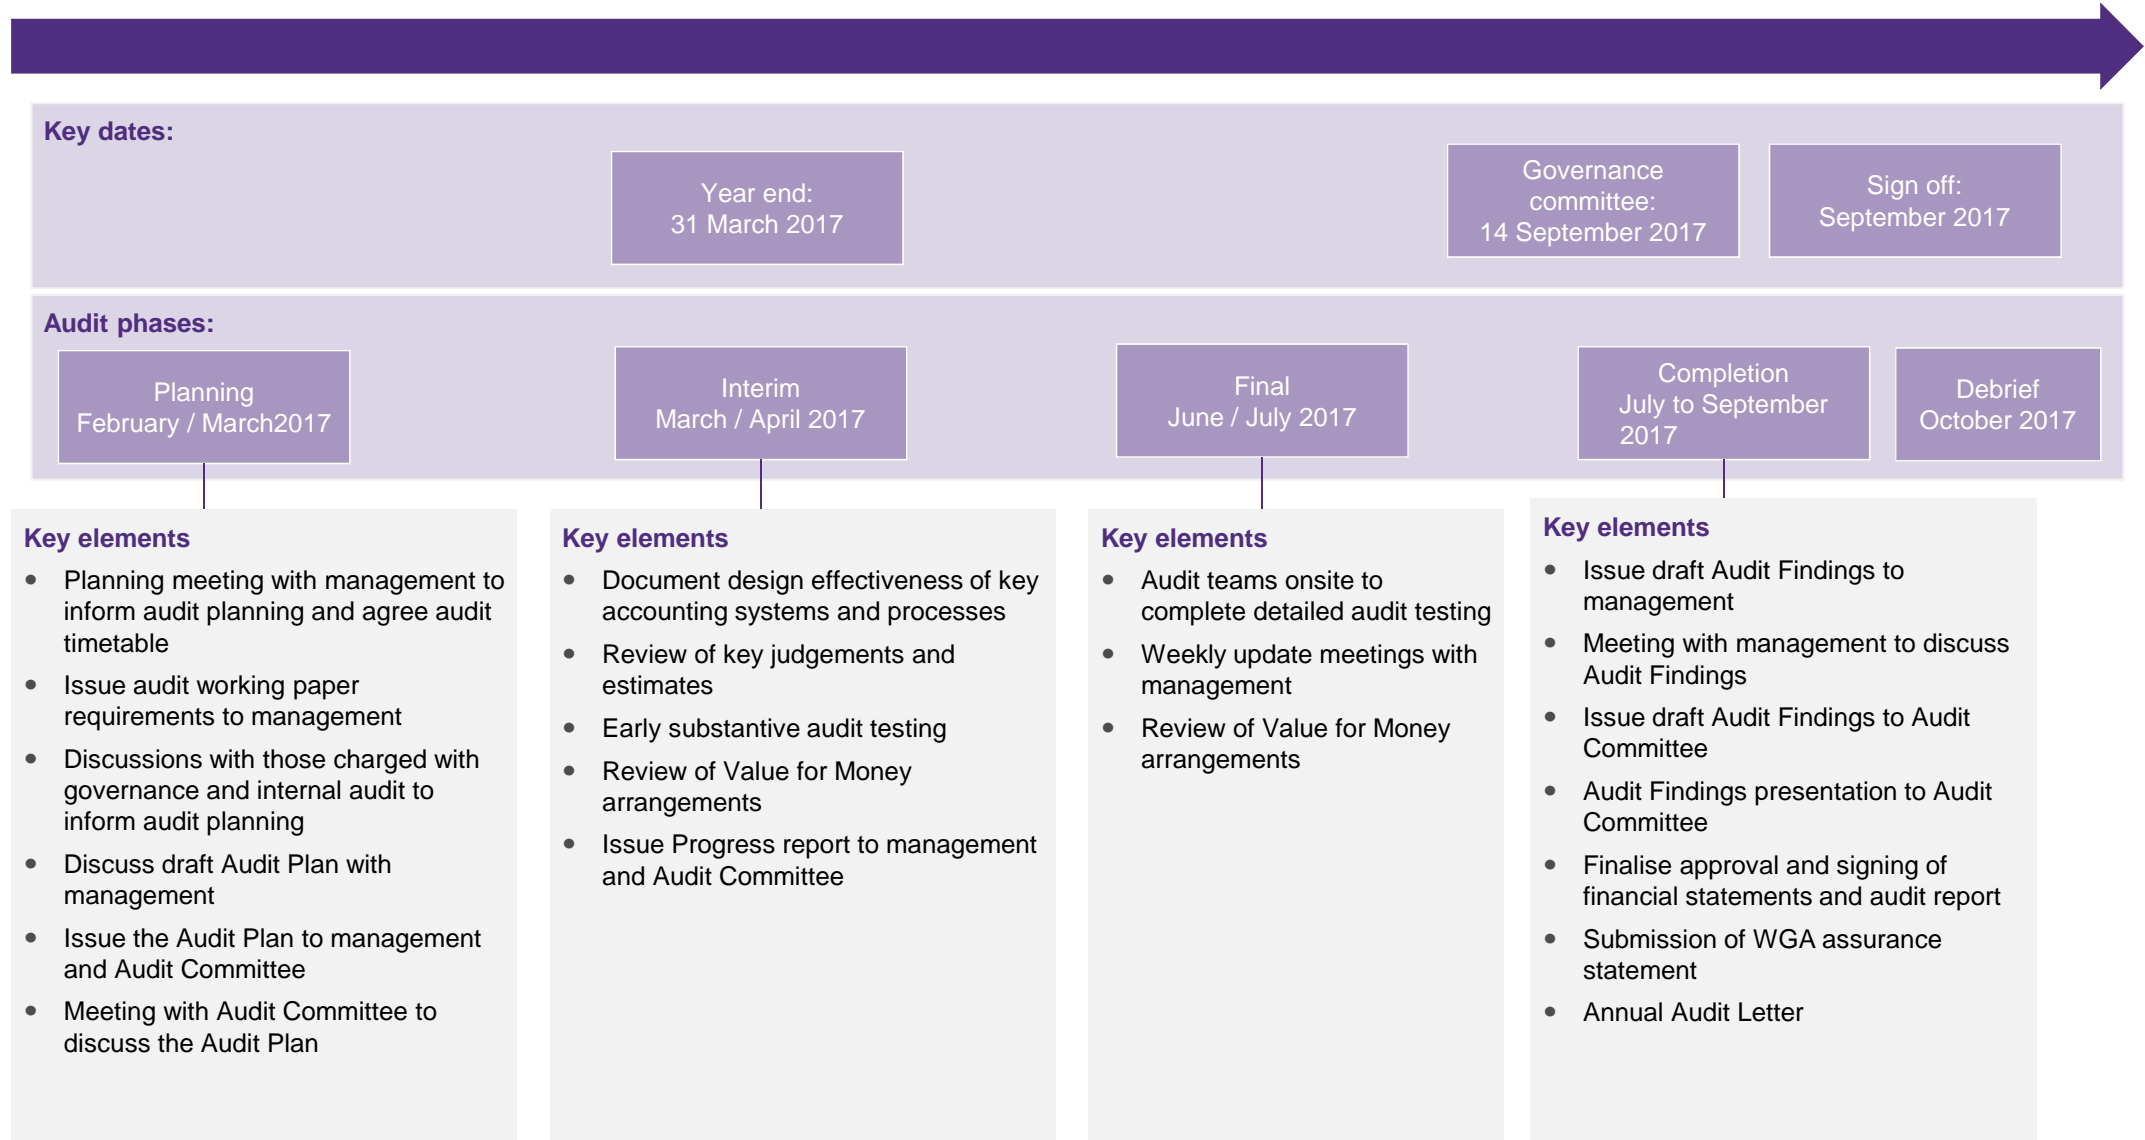 Key dates:
Year end:
31 March 2017
Governance
committee:
14 September 2017
Sign off:
September 2017
Audit phases:
Planning
February / March2017
Interim
March / April 2017
Final
June / July 2017
Completion
July to September
2017
Debrief
October 2017
Key elements
• Planning meeting with management to
inform audit planning and agree audit
timetable
• Issue audit working paper
requirements to management
• Discussions with those charged with
governance and internal audit to
inform audit planning
• Discuss draft Audit Plan with
management
• Issue the Audit Plan to management
and Audit Committee
• Meeting with Audit Committee to
discuss the Audit Plan
Key elements
• Document design effectiveness of key
accounting systems and processes
• Review of key judgements and
estimates
• Early substantive audit testing
• Review of Value for Money
arrangements
• Issue Progress report to management
and Audit Committee
Key elements
• Audit teams onsite to
complete detailed audit testing
• Weekly update meetings with
management
• Review of Value for Money
arrangements
Key elements
• Issue draft Audit Findings to
management
• Meeting with management to discuss
Audit Findings
• Issue draft Audit Findings to Audit
Committee
• Audit Findings presentation to Audit
Committee
• Finalise approval and signing of
financial statements and audit report
• Submission of WGA assurance
statement
• Annual Audit Letter